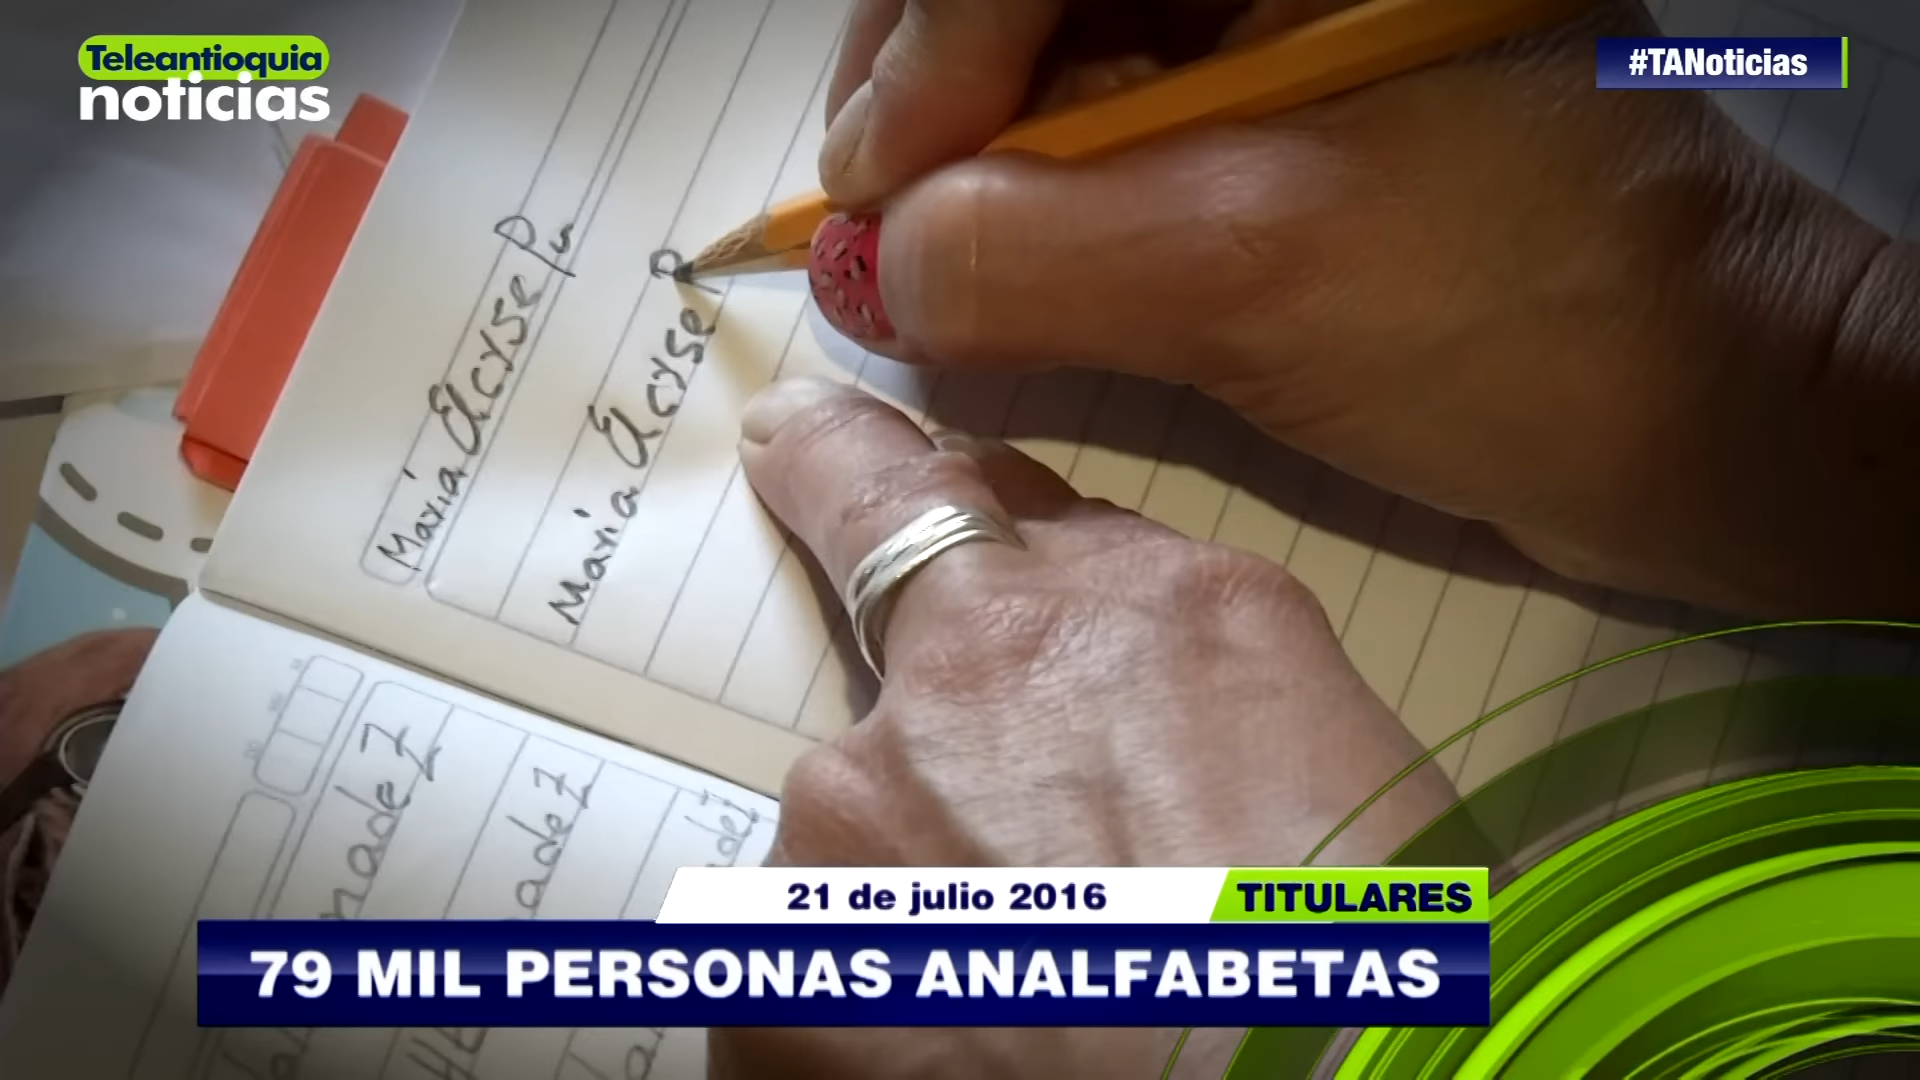 Teleantioquia
noticias
#TANoticias
María Elcyse Pu
María Elcyse P
21 de julio 2016
TITULARES
79 MIL PERSONAS ANALFABETAS